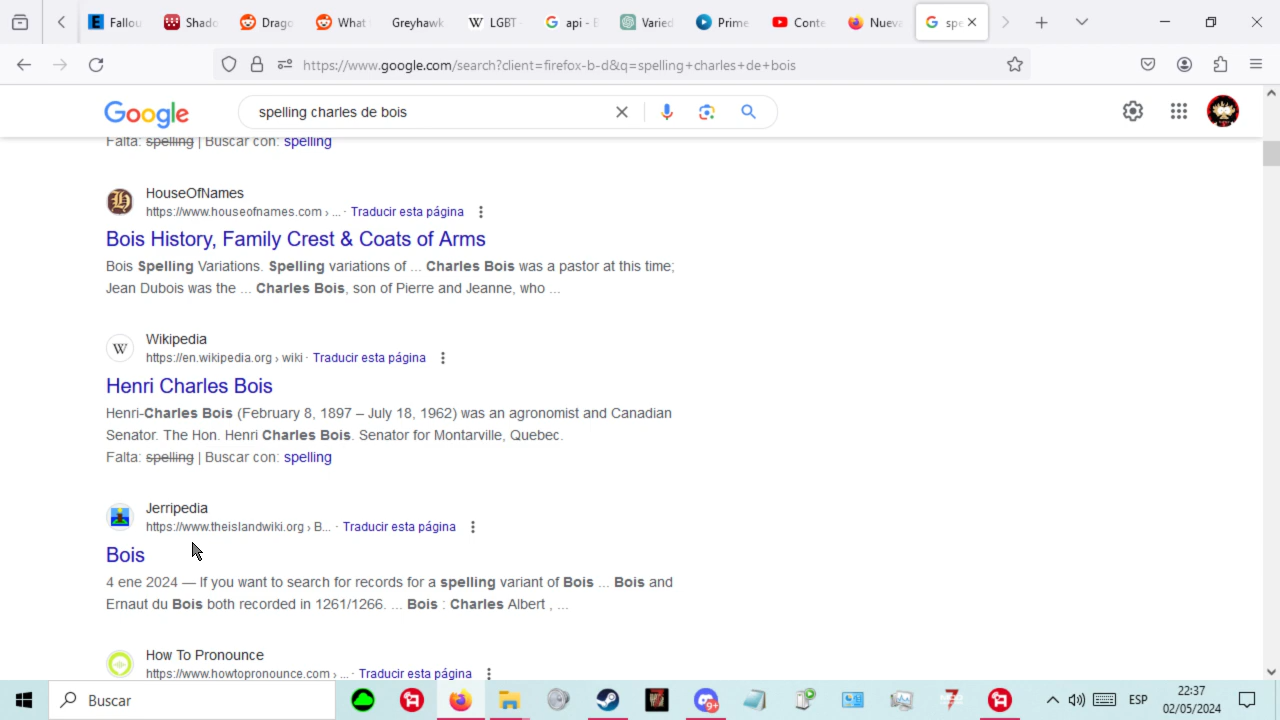 Fallou
Shado
Drago
What
Greyhawk
LGBT -
api - E
Varied
Prime
Conte
Nueva
spe
https://www.google.com/search?client=firefox-b-d&q=spelling+charles+de+bois
Google
spelling charles de bois
Falta: spelling | Buscar con: spelling
HouseOfNames
https://www.houseofnames.com › ... · Traducir esta página
Bois History, Family Crest & Coats of Arms
Bois Spelling Variations. Spelling variations of ... Charles Bois was a pastor at this time;
Jean Dubois was the ... Charles Bois, son of Pierre and Jeanne, who ...
Wikipedia
https://en.wikipedia.org › wiki · Traducir esta página
Henri Charles Bois
Henri-Charles Bois (February 8, 1897 – July 18, 1962) was an agronomist and Canadian
Senator. The Hon. Henri Charles Bois. Senator for Montarville, Quebec.
Falta: spelling | Buscar con: spelling
Jerripedia
https://www.theislandwiki.org › B... · Traducir esta página
Bois
4 ene 2024 — If you want to search for records for a spelling variant of Bois ... Bois and
Ernaut du Bois both recorded in 1261/1266. ... Bois : Charles Albert , ...
How To Pronounce
https://www.howtopronounce.com › ... · Traducir esta página
Buscar
9+
ESP
22:37
02/05/2024